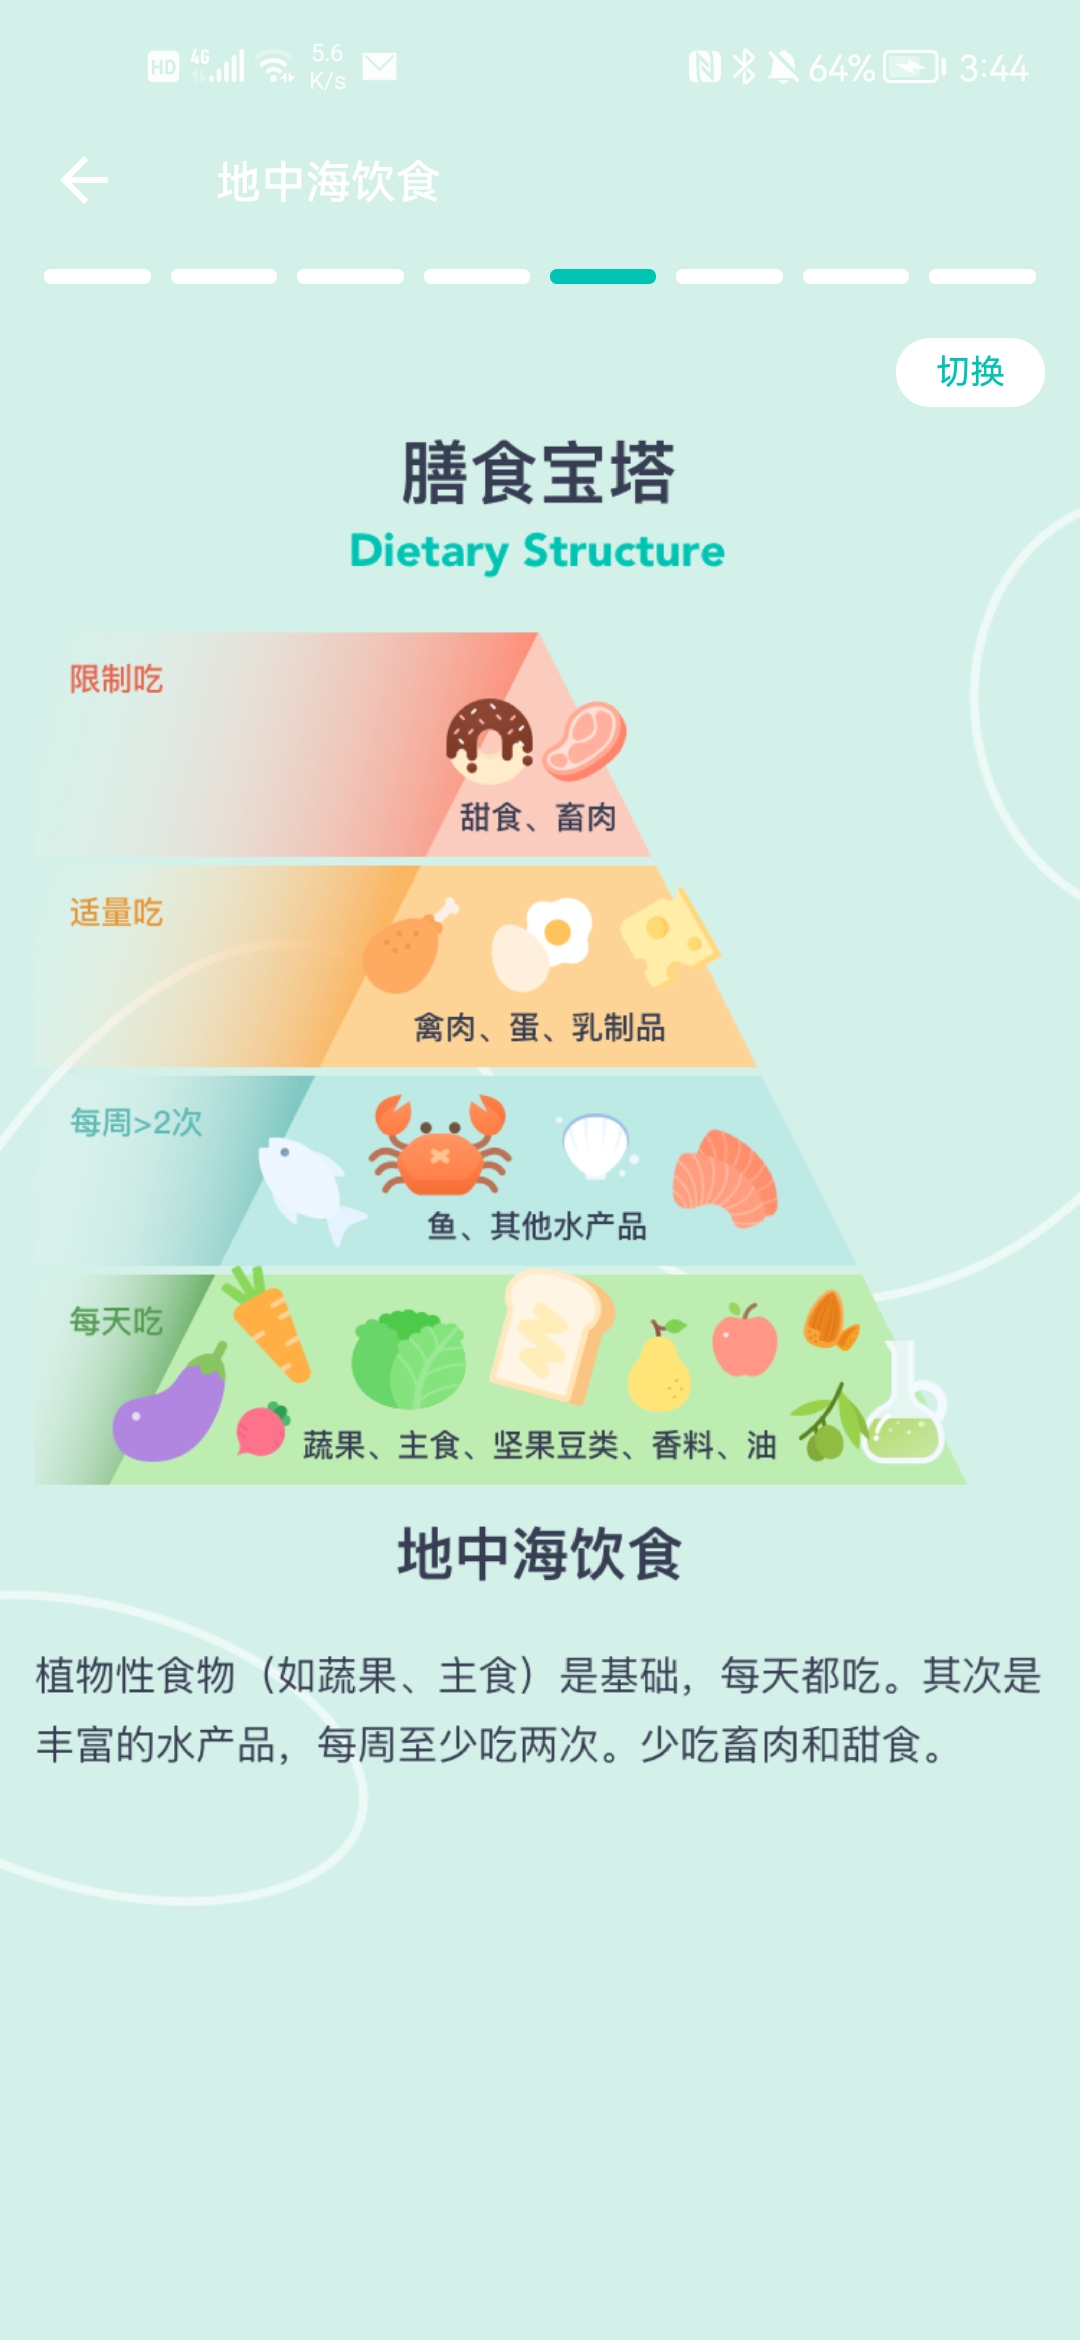 HD 4G 5.6 K/s 64% 3:44
地中海饮食
切换
膳食宝塔
Dietary Structure
限制吃
甜食、畜肉
适量吃
禽肉、蛋、乳制品
每周>2次
鱼、其他水产品
每天吃
蔬果、主食、坚果豆类、香料、油
地中海饮食
植物性食物（如蔬果、主食）是基础，每天都吃。其次是
丰富的水产品，每周至少吃两次。少吃畜肉和甜食。